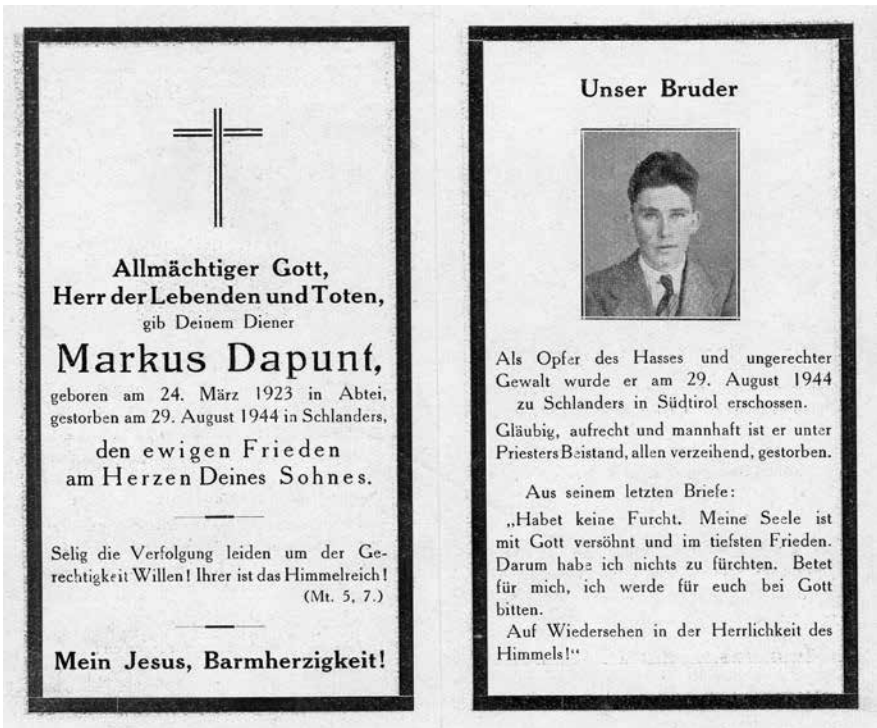 Allmächtiger Gott,
Herr der Lebenden und Toten,
gib Deinem Diener
Markus Dapunt,
geboren am 24. März 1923 in Abtei,
gestorben am 29. August 1944 in Schlanders,
den ewigen Frieden
am Herzen Deines Sohnes.
Selig die Verfolgung leiden um der Ge-
rechtigkeit Willen! Ihrer ist das Himmelreich!
(Mt. 5, 7.)
Mein Jesus, Barmherzigkeit!
Unser Bruder
Als Opfer des Hasses und ungerechter
Gewalt wurde er am 29. August 1944
zu Schlanders in Südtirol erschossen.
Gläubig, aufrecht und mannhaft ist er unter
Priesters Beistand, allen verzeihend, gestorben.
Aus seinem letzten Briefe:
„Habet keine Furcht. Meine Seele ist
mit Gott versöhnt und im tiefsten Frieden.
Darum habe ich nichts zu fürchten. Betet
für mich, ich werde für euch bei Gott
bitten.
Auf Wiedersehen in der Herrlichkeit des
Himmels!“